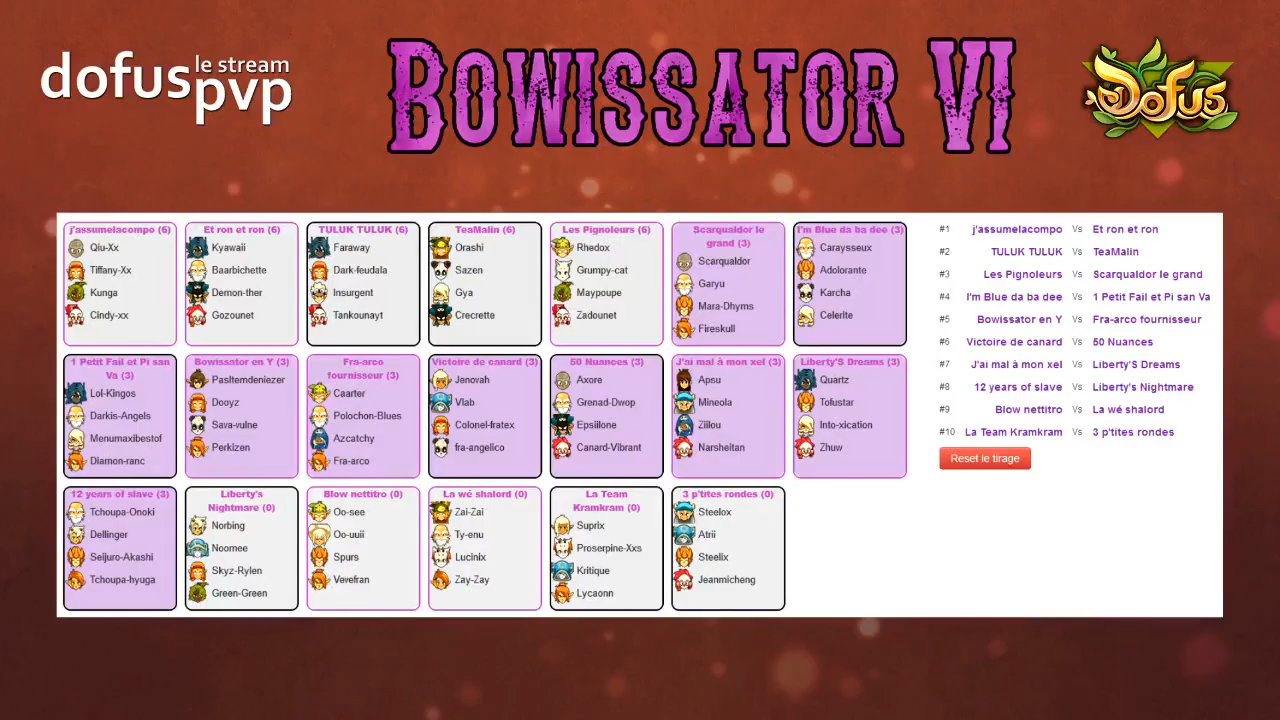 dofus le stream
pvp
BOWISSATOR VI
DOFUS
j'assumelacompo (6)
Qiu-Xx
Tiffany-Xx
Kunga
Cindy-xx
Et ron et ron (6)
Kyawaii
Baarbichette
Demon-ther
Gozounet
TULUK TULUK (6)
Faraway
Dark-feudala
Insurgent
Tankounayt
TeaMalin (6)
Orashi
Sazen
Gya
Crecrette
Les Pignoleurs (6)
Rhedox
Grumpy-cat
Maypoupe
Zadounet
Scarqualdor le
grand (3)
Scarqualdor
Garyu
Mara-Dhyms
Fireskull
I'm Blue da ba dee (3)
Caraysseux
Adolorante
Karcha
Celerite
1 Petit Fail et Pi san
Va (3)
Lol-Kingos
Darkis-Angels
Menumaxibestof
Diamon-ranc
Bowissator en Y (3)
Pasltemdeniezer
Dooyz
Sava-vulne
Perkizen
Fra-arco
fournisseur (3)
Caarter
Polochon-Blues
Azcatchy
Fra-arco
Victoire de canard (3)
Jenovah
Vlab
Colonel-fratex
fra-angelico
50 Nuances (3)
Axore
Grenad-Dwop
Epsiilone
Canard-Vibrant
J'ai mal à mon xel (3)
Apsu
Mineola
Ziilou
Narsheitan
Liberty'S Dreams (3)
Quartz
Tofustar
Into-xication
Zhuw
12 years of slave (3)
Tchoupa-Onoki
Dellinger
Seijuro-Akashi
Tchoupa-hyuga
Liberty's
Nightmare (0)
Norbing
Noomee
Skyz-Rylen
Green-Green
Blow nettitro (0)
Oo-see
Oo-uuii
Spurs
Vevefran
La wé shalord (0)
Zai-Zai
Ty-enu
Lucinix
Zay-Zay
La Team
Kramkram (0)
Suprix
Proserpine-Xxs
Kritique
Lycaonn
3 p'tites rondes (0)
Steelox
Atrii
Steelix
Jeanmicheng
#1 j'assumelacompo Vs Et ron et ron
#2 TULUK TULUK Vs TeaMalin
#3 Les Pignoleurs Vs Scarqualdor le grand
#4 I'm Blue da ba dee Vs 1 Petit Fail et Pi san Va
#5 Bowissator en Y Vs Fra-arco fournisseur
#6 Victoire de canard Vs 50 Nuances
#7 J'ai mal à mon xel Vs Liberty'S Dreams
#8 12 years of slave Vs Liberty's Nightmare
#9 Blow nettitro Vs La wé shalord
#10 La Team Kramkram Vs 3 p'tites rondes
Reset le tirage